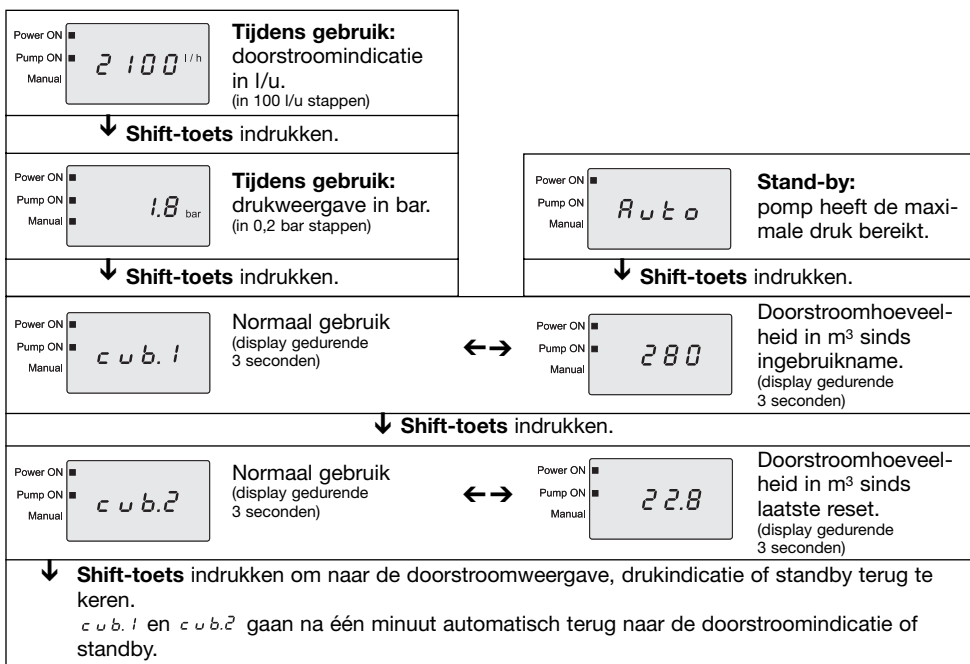 Power ON
Pump ON
Manual
2 100 l/h
Tijdens gebruik:
doorstroomindicatie
in l/u.
(in 100 l/u stappen)
Shift-toets indrukken.
Power ON
Pump ON
Manual
1.8 bar
Tijdens gebruik:
drukweergave in bar.
(in 0,2 bar stappen)
Power ON
Pump ON
Manual
Auto
Stand-by:
pomp heeft de maxi-
male druk bereikt.
Shift-toets indrukken.
Shift-toets indrukken.
Power ON
Pump ON
Manual
cub.1
Normaal gebruik
(display gedurende
3 seconden)
Power ON
Pump ON
Manual
280
Doorstroomhoeveel-
heid in m³ sinds
ingebruikname.
(display gedurende
3 seconden)
Shift-toets indrukken.
Power ON
Pump ON
Manual
cub.2
Normaal gebruik
(display gedurende
3 seconden)
Power ON
Pump ON
Manual
22.8
Doorstroomhoeveel-
heid in m³ sinds
laatste reset.
(display gedurende
3 seconden)
Shift-toets indrukken om naar de doorstroomweergave, drukindicatie of standby terug te
keren.
cub.1 en cub.2 gaan na één minuut automatisch terug naar de doorstroomindicatie of
standby.